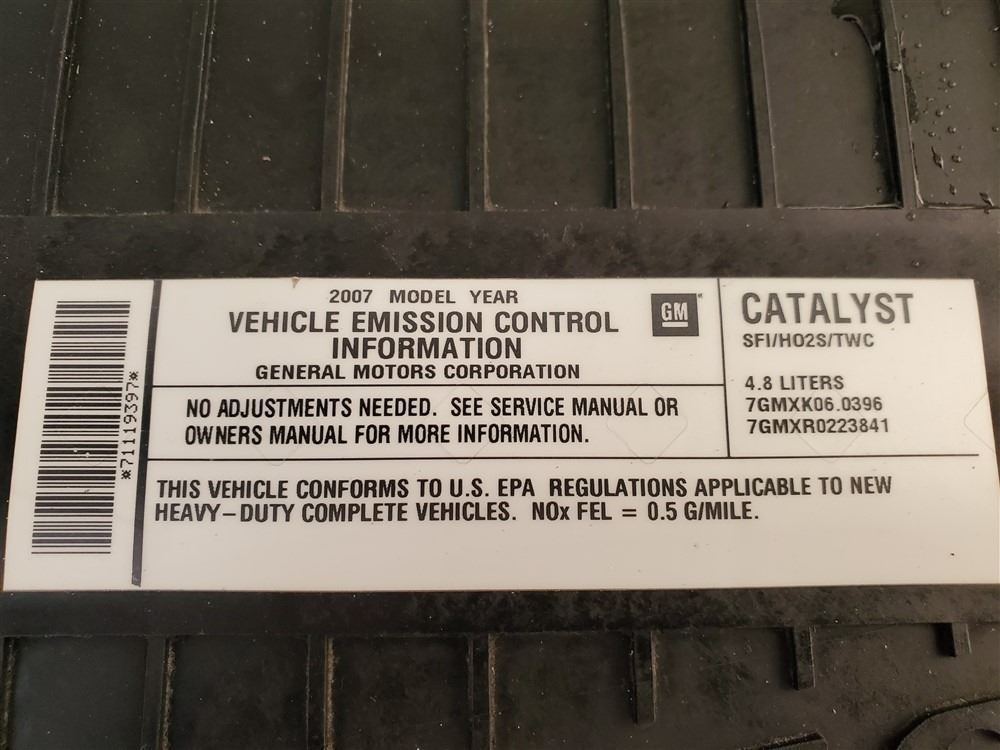 *71119397*
2007 MODEL YEAR
VEHICLE EMISSION CONTROL
INFORMATION
GENERAL MOTORS CORPORATION
GM
NO ADJUSTMENTS NEEDED. SEE SERVICE MANUAL OR
OWNERS MANUAL FOR MORE INFORMATION.
CATALYST
SFI/HO2S/TWC
4.8 LITERS
7GMXK06.0396
7GMXR0223841
THIS VEHICLE CONFORMS TO U.S. EPA REGULATIONS APPLICABLE TO NEW
HEAVY-DUTY COMPLETE VEHICLES. NOx FEL = 0.5 G/MILE.